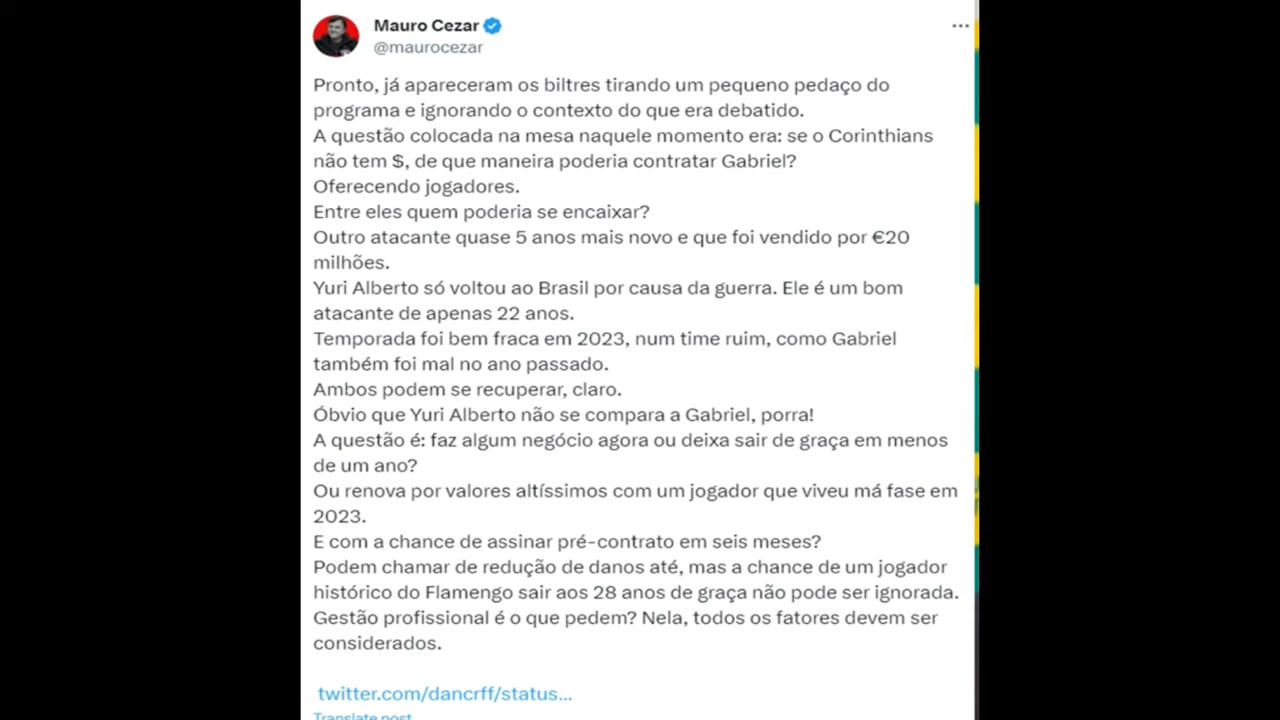 Mauro Cezar
@maurocezar
Pronto, já apareceram os biltres tirando um pequeno pedaço do
programa e ignorando o contexto do que era debatido.
A questão colocada na mesa naquele momento era: se o Corinthians
não tem $, de que maneira poderia contratar Gabriel?
Oferecendo jogadores.
Entre eles quem poderia se encaixar?
Outro atacante quase 5 anos mais novo e que foi vendido por €20
milhões.
Yuri Alberto só voltou ao Brasil por causa da guerra. Ele é um bom
atacante de apenas 22 anos.
Temporada foi bem fraca em 2023, num time ruim, como Gabriel
também foi mal no ano passado.
Ambos podem se recuperar, claro.
Óbvio que Yuri Alberto não se compara a Gabriel, porra!
A questão é: faz algum negócio agora ou deixa sair de graça em menos
de um ano?
Ou renova por valores altíssimos com um jogador que viveu má fase em
2023.
E com a chance de assinar pré-contrato em seis meses?
Podem chamar de redução de danos até, mas a chance de um jogador
histórico do Flamengo sair aos 28 anos de graça não pode ser ignorada.
Gestão profissional é o que pedem? Nela, todos os fatores devem ser
considerados.
twitter.com/dancrff/status...
Translate post